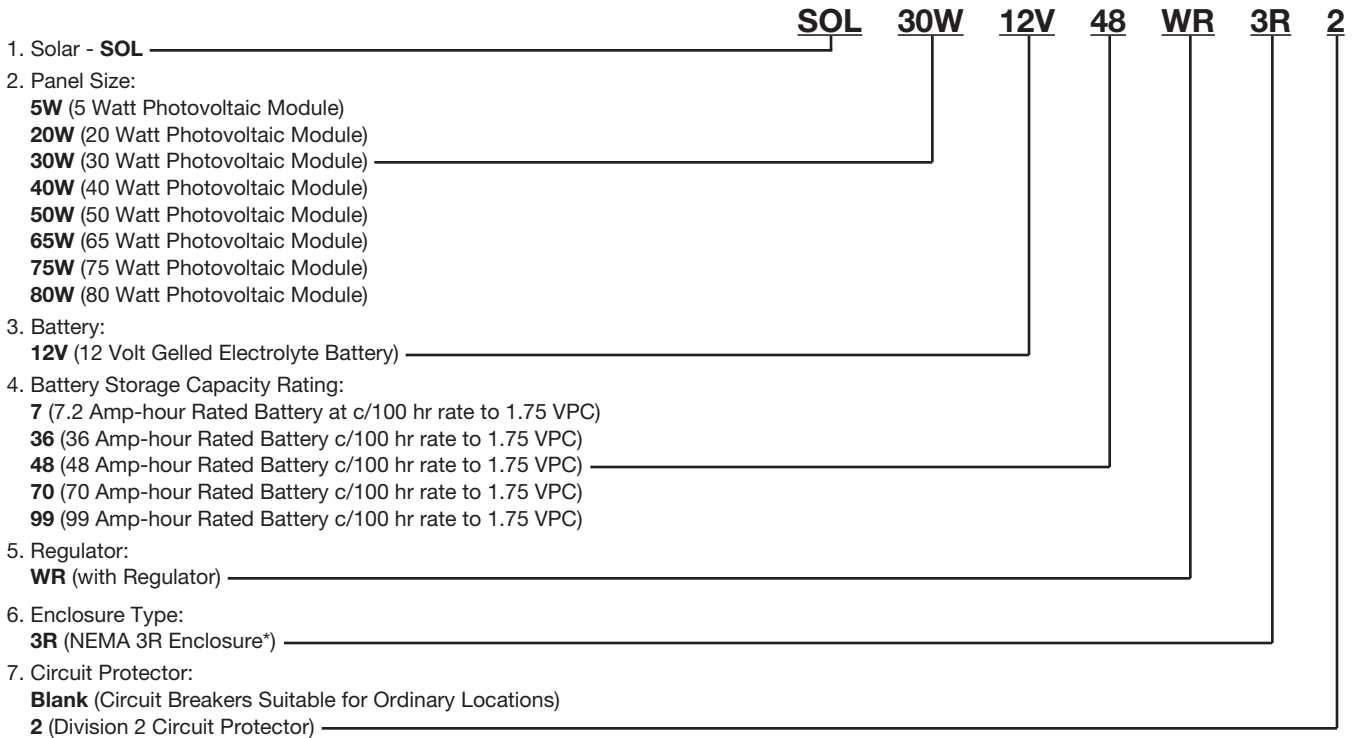 SOL 30W 12V 48 WR 3R 2
1. Solar - SOL
2. Panel Size:
5W (5 Watt Photovoltaic Module)
20W (20 Watt Photovoltaic Module)
30W (30 Watt Photovoltaic Module)
40W (40 Watt Photovoltaic Module)
50W (50 Watt Photovoltaic Module)
65W (65 Watt Photovoltaic Module)
75W (75 Watt Photovoltaic Module)
80W (80 Watt Photovoltaic Module)
3. Battery:
12V (12 Volt Gelled Electrolyte Battery)
4. Battery Storage Capacity Rating:
7 (7.2 Amp-hour Rated Battery at c/100 hr rate to 1.75 VPC)
36 (36 Amp-hour Rated Battery c/100 hr rate to 1.75 VPC)
48 (48 Amp-hour Rated Battery c/100 hr rate to 1.75 VPC)
70 (70 Amp-hour Rated Battery c/100 hr rate to 1.75 VPC)
99 (99 Amp-hour Rated Battery c/100 hr rate to 1.75 VPC)
5. Regulator:
WR (with Regulator)
6. Enclosure Type:
3R (NEMA 3R Enclosure*)
7. Circuit Protector:
Blank (Circuit Breakers Suitable for Ordinary Locations)
2 (Division 2 Circuit Protector)